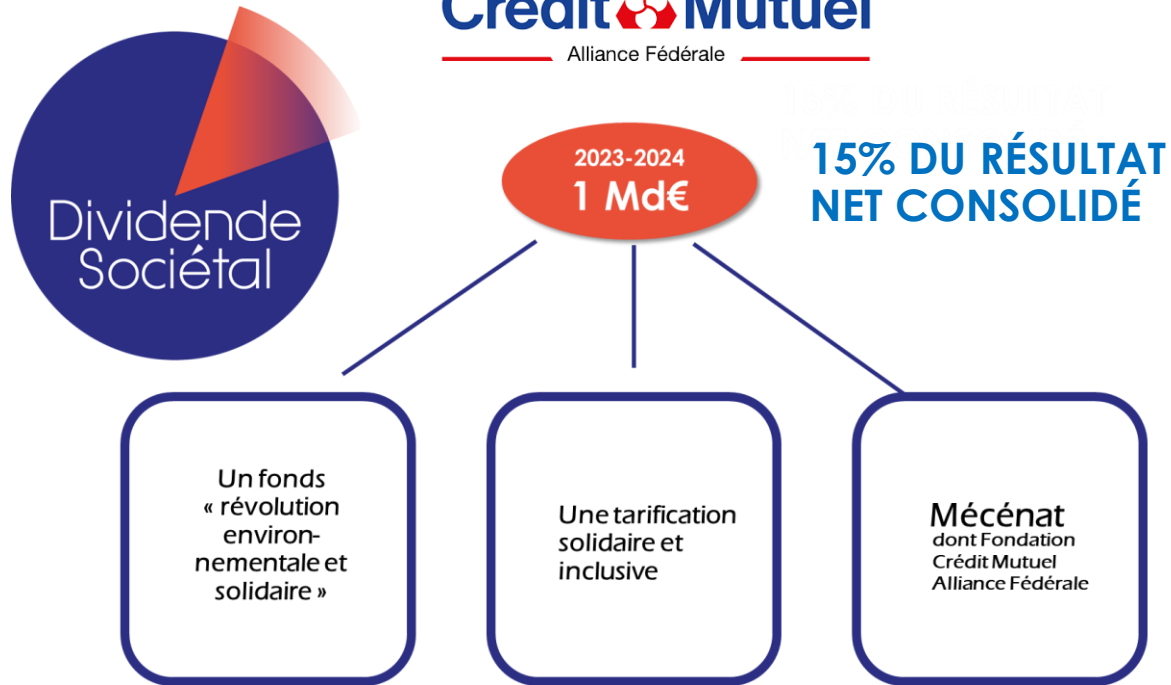 Crédit Mutuel
Alliance Fédérale
Dividende
Sociétal
2023-2024
1 Md€
15% DU RÉSULTAT
NET CONSOLIDÉ
Un fonds
« révolution
environ-
nementale et
solidaire »
Une tarification
solidaire et
inclusive
Mécénat
dont Fondation
Crédit Mutuel
Alliance Fédérale